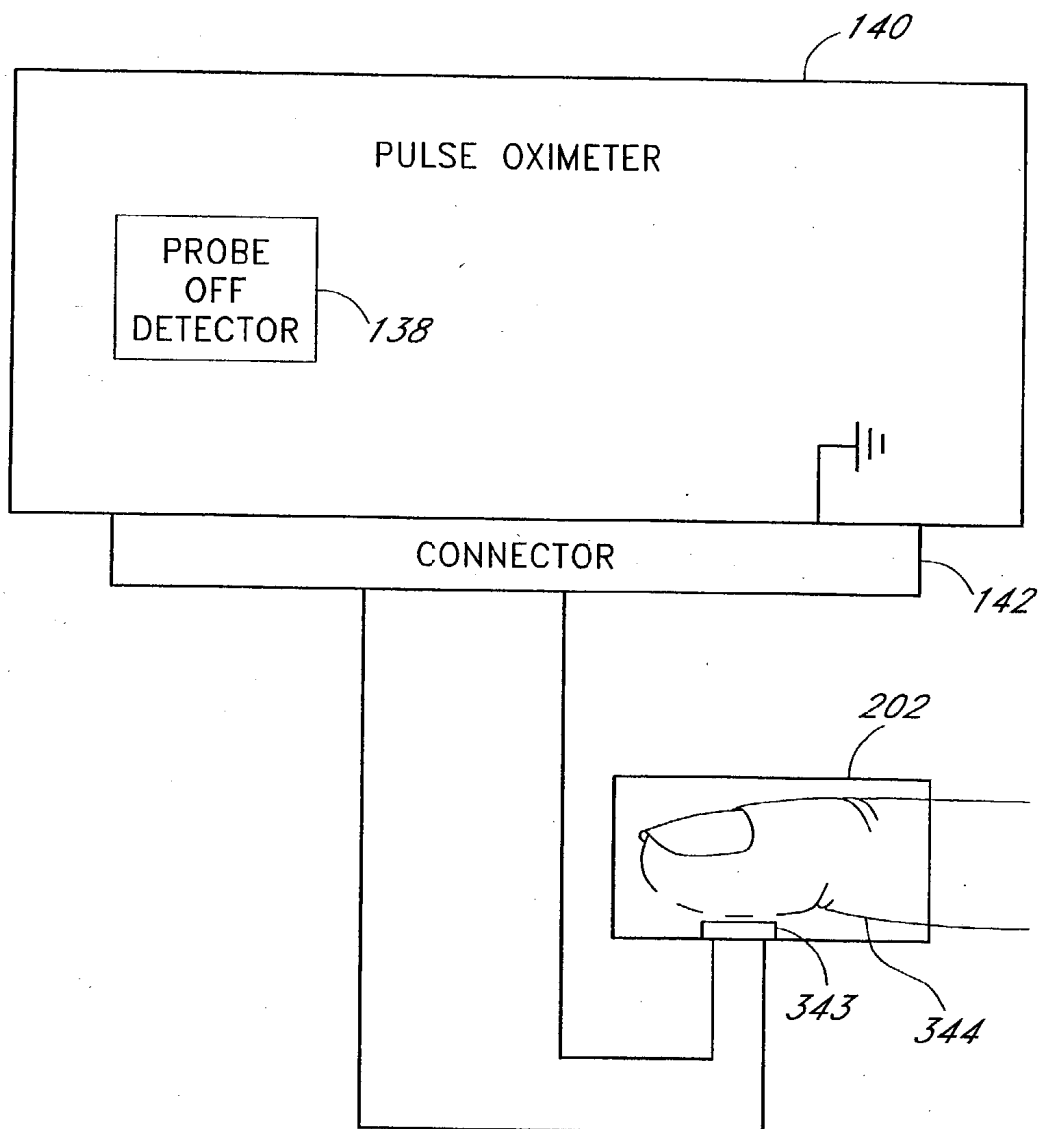 140
PULSE OXIMETER
PROBE
OFF
DETECTOR
138
CONNECTOR
142
202
343
344